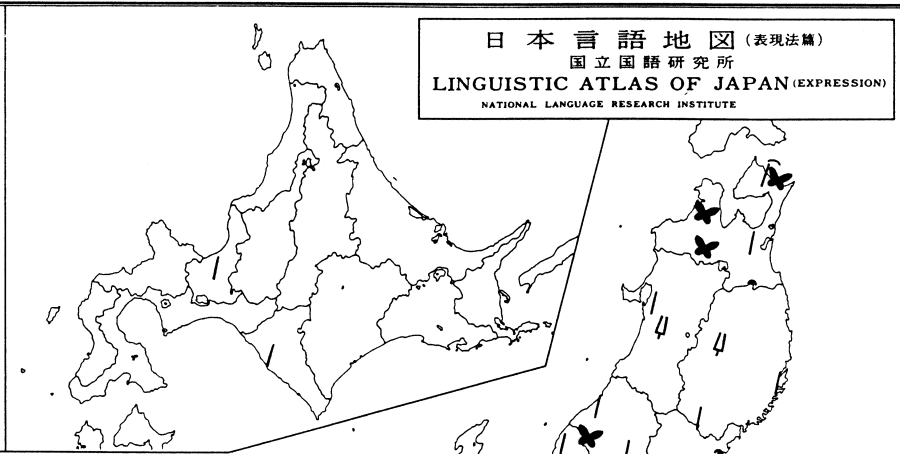 日本言語地図(表現法篇)
国立国語研究所
LINGUISTIC ATLAS OF JAPAN (EXPRESSION)
NATIONAL LANGUAGE RESEARCH INSTITUTE